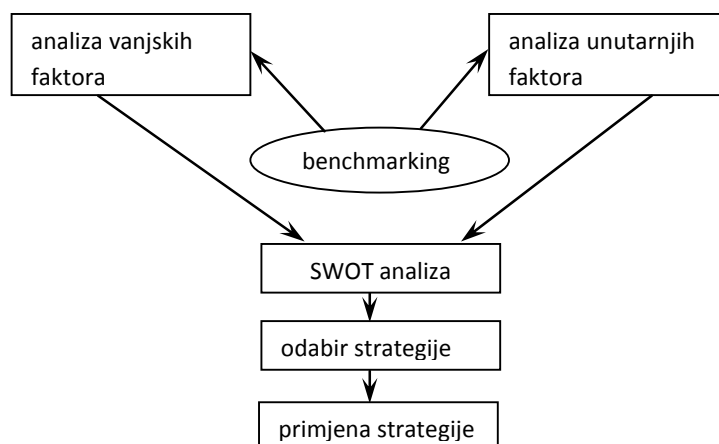 analiza vanjskih
faktora
analiza unutarnjih
faktora
benchmarking
SWOT analiza
odabir strategije
primjena strategije